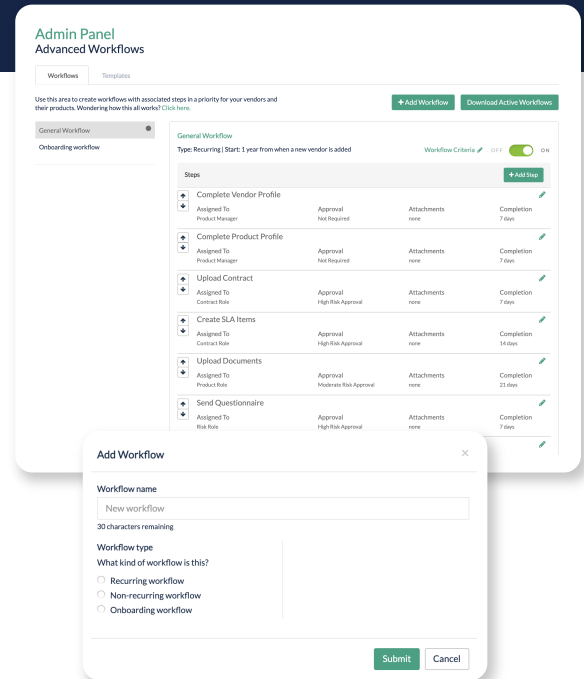 Admin Panel
Advanced Workflows
Workflows Templates
Use this area to create workflows with associated steps in a priority for your vendors and
their products. Wondering how this all works? Click here.
+ Add Workflow Download Active Workflows
General Workflow
Onboarding workflow
General Workflow
Type: Recurring | Start: 1 year from when a new vendor is added Workflow Criteria OFF ON
Steps + Add Step
Complete Vendor Profile
Assigned To Approval Attachments Completion
Product Manager Not Required none 7 days
Complete Product Profile
Assigned To Approval Attachments Completion
Product Manager Not Required none 7 days
Upload Contract
Assigned To Approval Attachments Completion
Contract Role High Risk Approval none 7 days
Create SLA Items
Assigned To Approval Attachments Completion
Contract Role High Risk Approval none 14 days
Upload Documents
Assigned To Approval Attachments Completion
Product Role Moderate Risk Approval none 21 days
Send Questionnaire
Assigned To Approval Attachments Completion
Risk Role High Risk Approval none 7 days
Add Workflow ×
Workflow name
New workflow
30 characters remaining
Workflow type
What kind of workflow is this?
Recurring workflow
Non-recurring workflow
Onboarding workflow
Submit Cancel